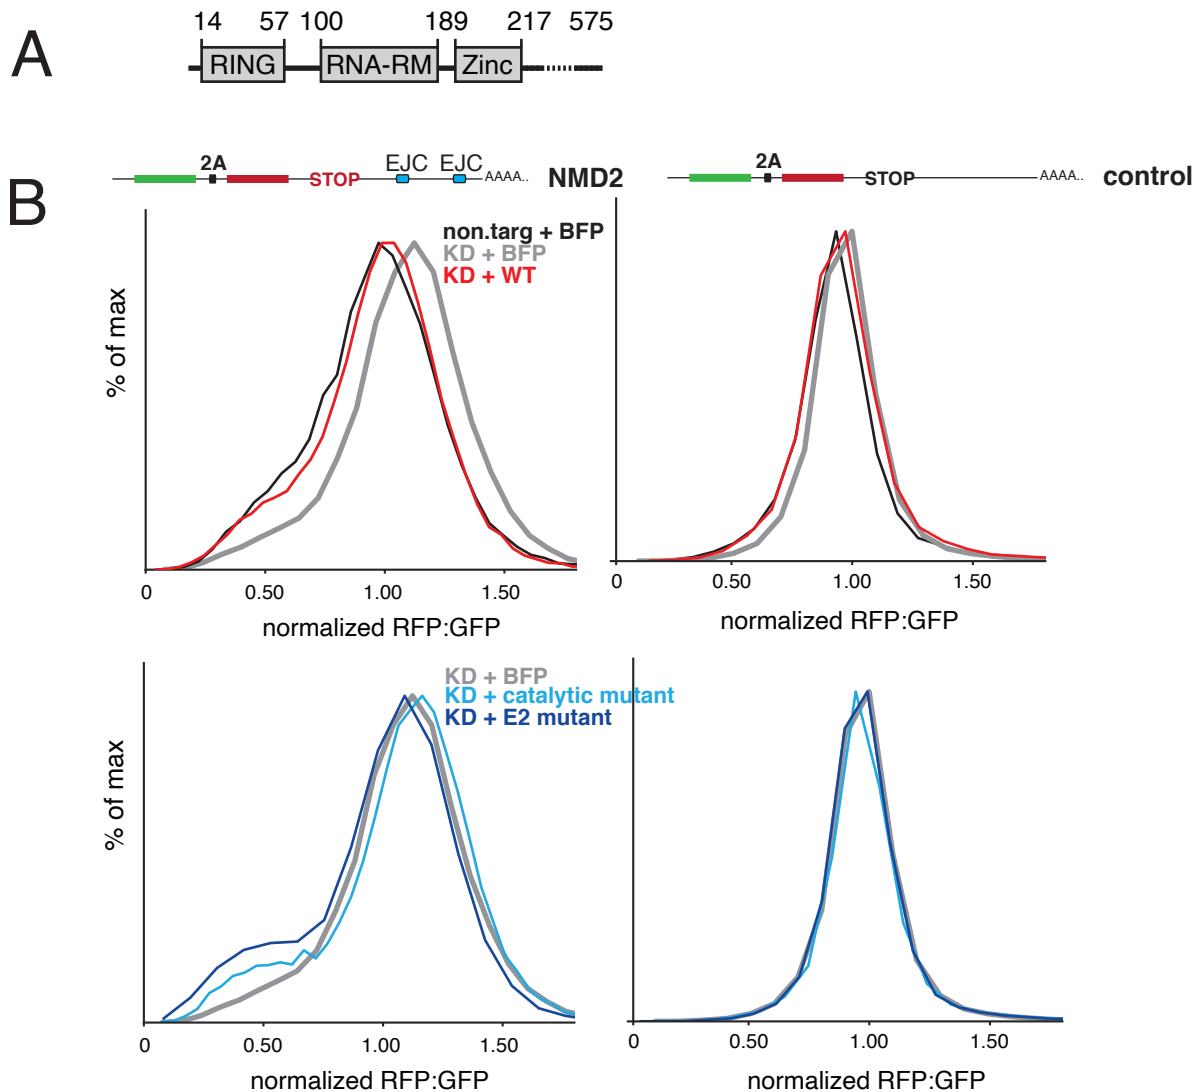 A
14 57 100 189 217 575
RING RNA-RM Zinc
B
2A STOP EJC EJC AAAA.. NMD2
2A STOP AAAA.. control
non.targ + BFP
KD + BFP
KD + WT
% of max
0 0.50 1.00 1.50
normalized RFP:GFP
0 0.50 1.00 1.50
normalized RFP:GFP
KD + BFP
KD + catalytic mutant
KD + E2 mutant
% of max
0 0.50 1.00 1.50
normalized RFP:GFP
0 0.50 1.00 1.50
normalized RFP:GFP